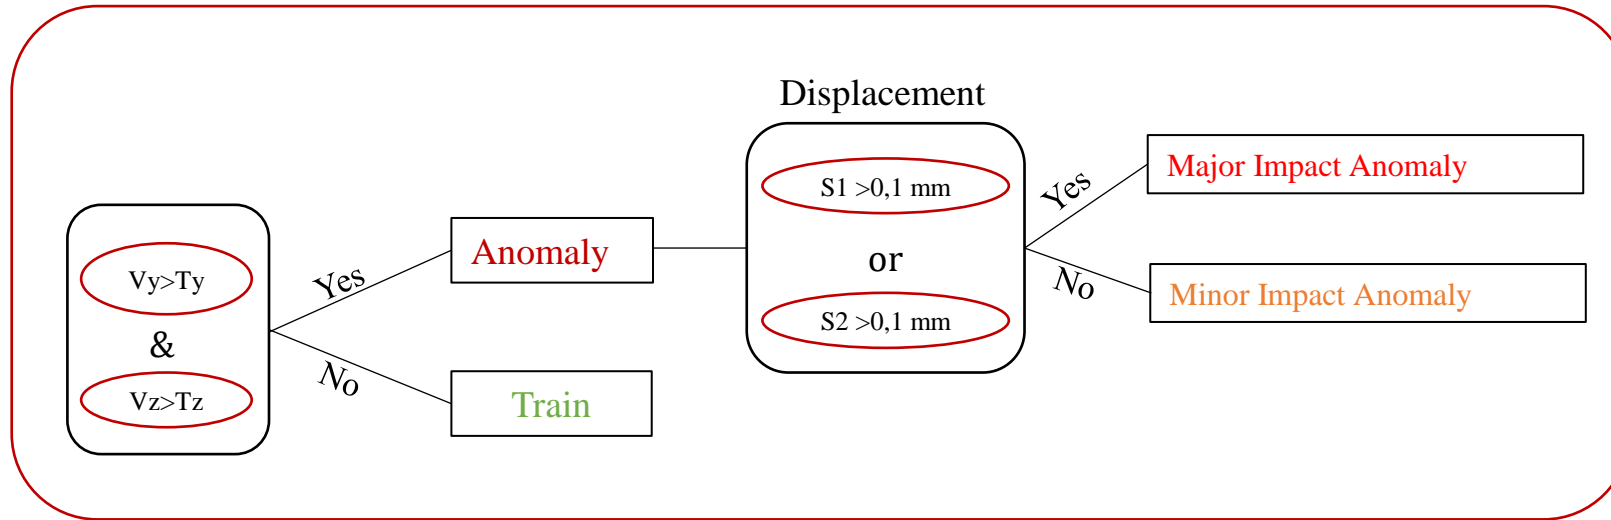 Vy>Ty
&
Vz>Tz
Yes
No
Anomaly
Train
Displacement
S1 >0,1 mm
or
S2 >0,1 mm
Yes
No
Major Impact Anomaly
Minor Impact Anomaly